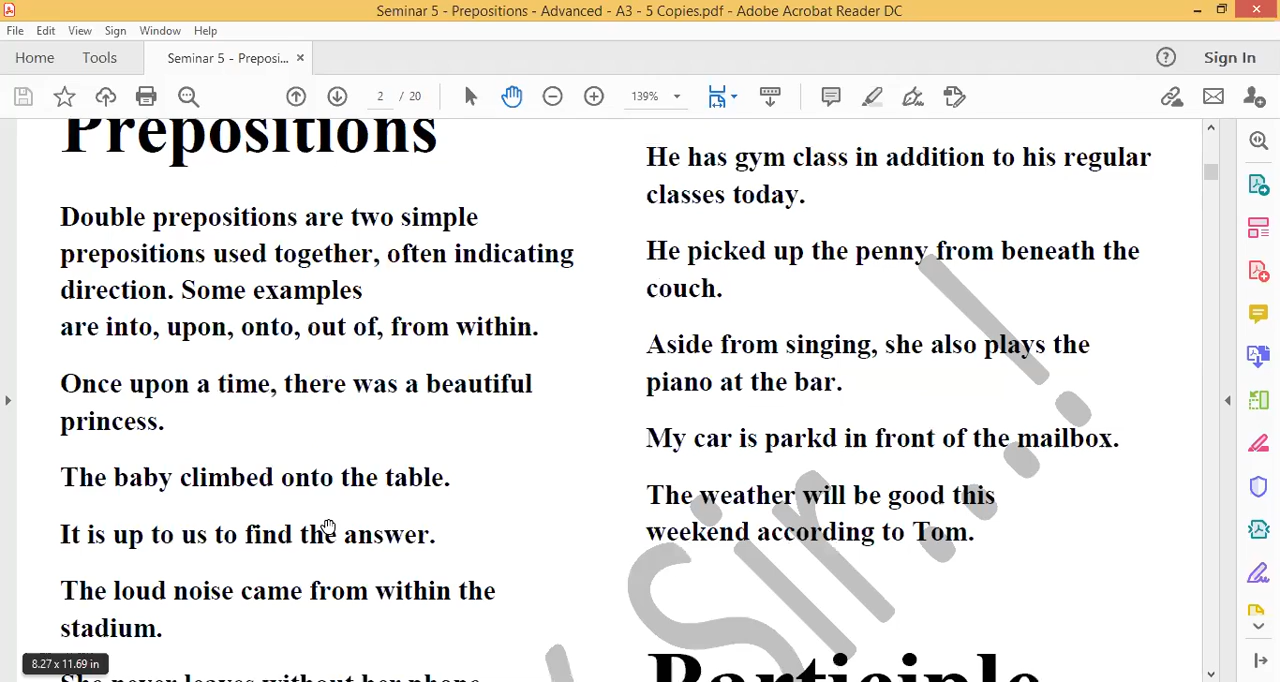 Seminar 5 - Prepositions - Advanced - A3 - 5 Copies.pdf - Adobe Acrobat Reader DC
File Edit View Sign Window Help
Home Tools Seminar 5 - Preposi... × Sign In
2 / 20 139%
Prepositions
Double prepositions are two simple
prepositions used together, often indicating
direction. Some examples
are into, upon, onto, out of, from within.
Once upon a time, there was a beautiful
princess.
The baby climbed onto the table.
It is up to us to find the answer.
The loud noise came from within the
stadium.
She never leaves without her phone
8.27 x 11.69 in
He has gym class in addition to his regular
classes today.
He picked up the penny from beneath the
couch.
Aside from singing, she also plays the
piano at the bar.
My car is parkd in front of the mailbox.
The weather will be good this
weekend according to Tom.
Participle
Sir...!